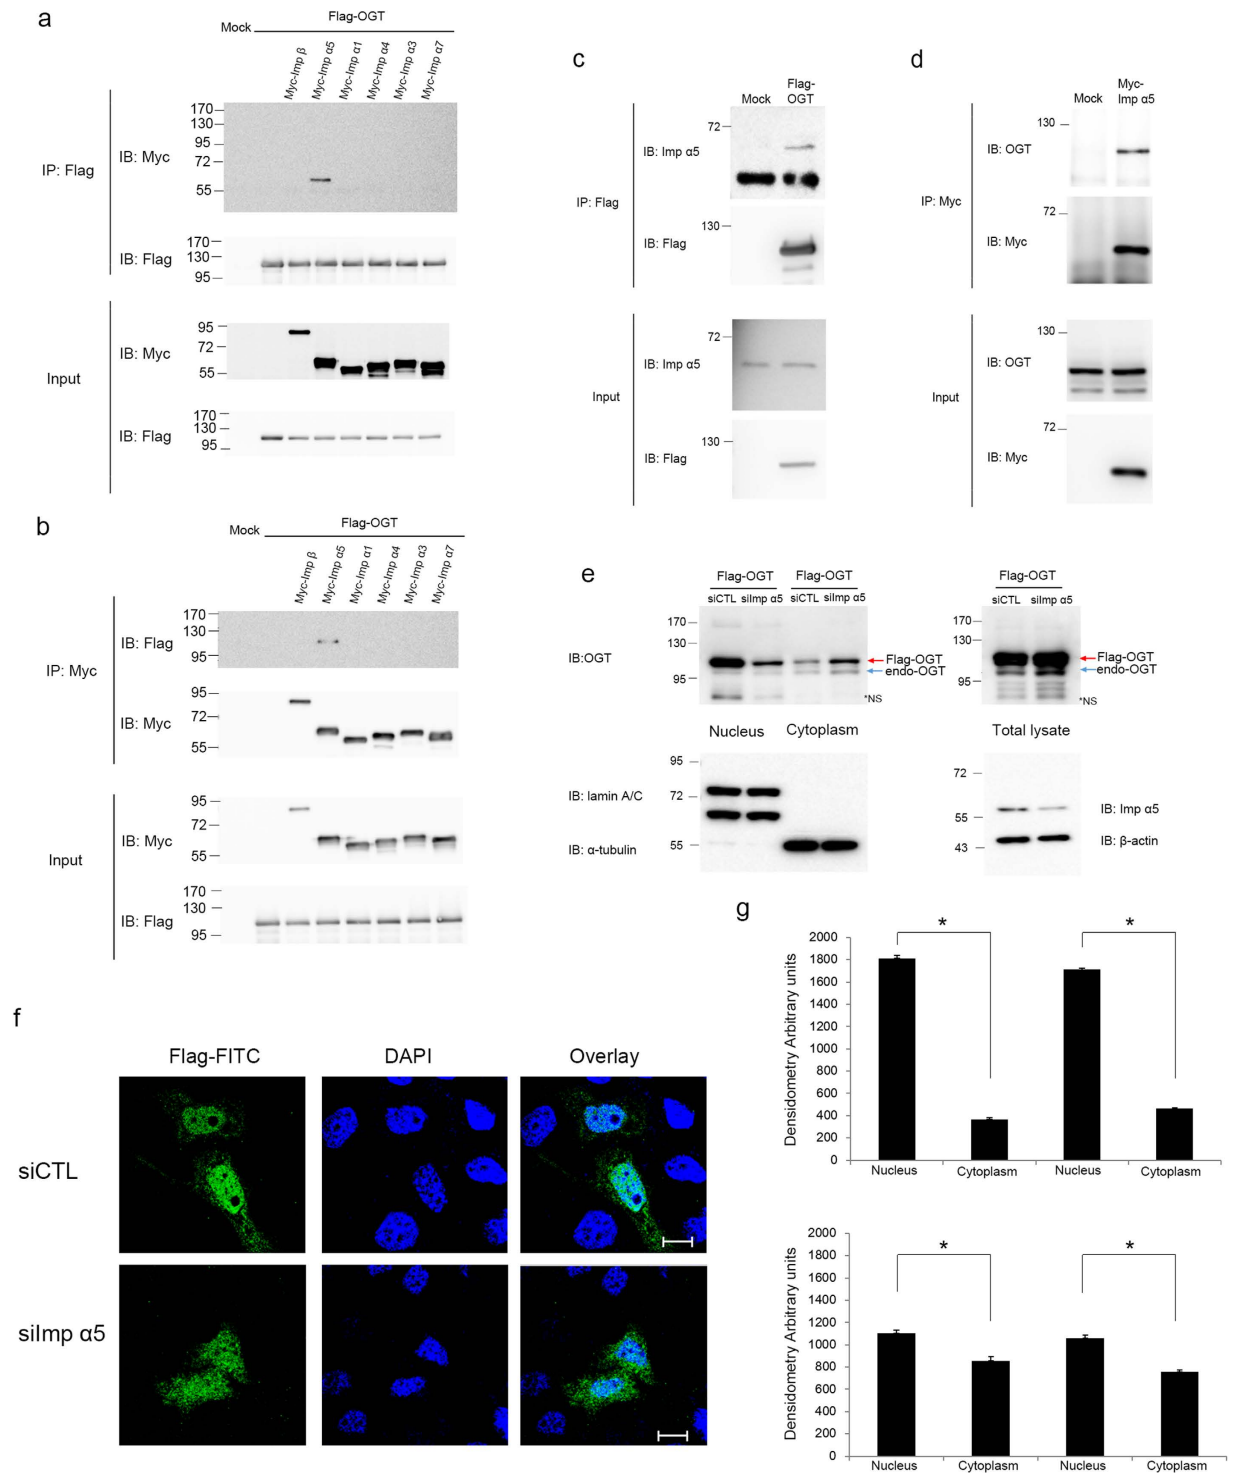 a
Flag-OGT
Mock
Myc-Imp β
Myc-Imp α5
Myc-Imp α1
Myc-Imp α4
Myc-Imp α3
Myc-Imp α7
IP: Flag
IB: Myc
170
130
95
72
55
IB: Flag
170
130
95
Input
IB: Myc
95
72
55
IB: Flag
170
130
95
b
Flag-OGT
Mock
Myc-Imp β
Myc-Imp α5
Myc-Imp α1
Myc-Imp α4
Myc-Imp α3
Myc-Imp α7
IP: Myc
IB: Flag
170
130
95
IB: Myc
95
72
55
Input
IB: Myc
95
72
55
IB: Flag
170
130
95
c
Mock
Flag-
OGT
IP: Flag
IB: Imp α5
72
IB: Flag
130
Input
IB: Imp α5
72
IB: Flag
130
d
Mock
Myc-
Imp α5
IP: Myc
IB: OGT
130
IB: Myc
72
Input
IB: OGT
130
IB: Myc
72
e
Flag-OGT Flag-OGT
siCTL siImp α5 siCTL siImp α5
IB:OGT
170
130
95
Flag-OGT
endo-OGT
*NS
Nucleus Cytoplasm
IB: lamin A/C
IB: α-tubulin
95
72
55
Flag-OGT
siCTL siImp α5
170
130
95
Flag-OGT
endo-OGT
*NS
Total lysate
72
55
43
IB: Imp α5
IB: β-actin
f
Flag-FITC DAPI Overlay
siCTL
siImp α5
g
Densidometry Arbitrary units
2000
1800
1600
1400
1200
1000
800
600
400
200
0
* *
Nucleus Cytoplasm Nucleus Cytoplasm
Densidometry Arbitrary units
2000
1800
1600
1400
1200
1000
800
600
400
200
0
* *
Nucleus Cytoplasm Nucleus Cytoplasm